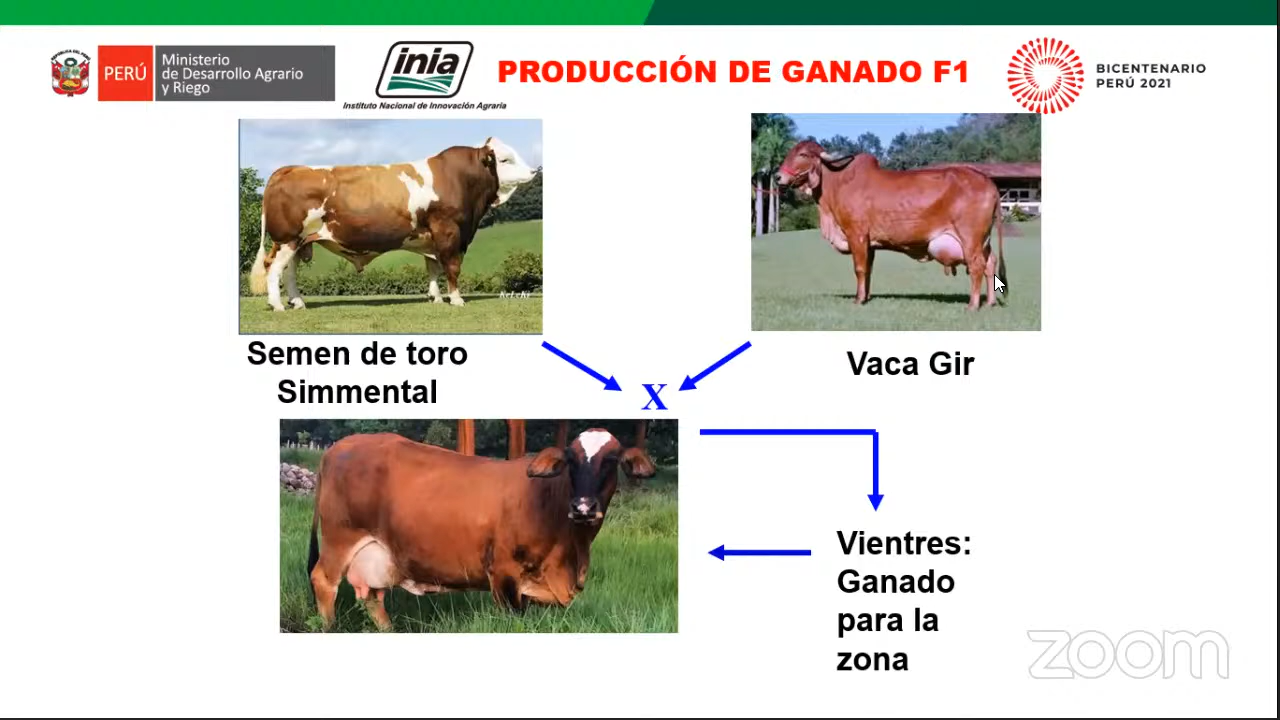 PERÚ
Ministerio
de Desarrollo Agrario
y Riego
inia
Instituto Nacional de Innovación Agraria
PRODUCCIÓN DE GANADO F1
BICENTENARIO
PERÚ 2021
Semen de toro
Simmental
Vaca Gir
X
Vientres:
Ganado
para la
zona
zoom